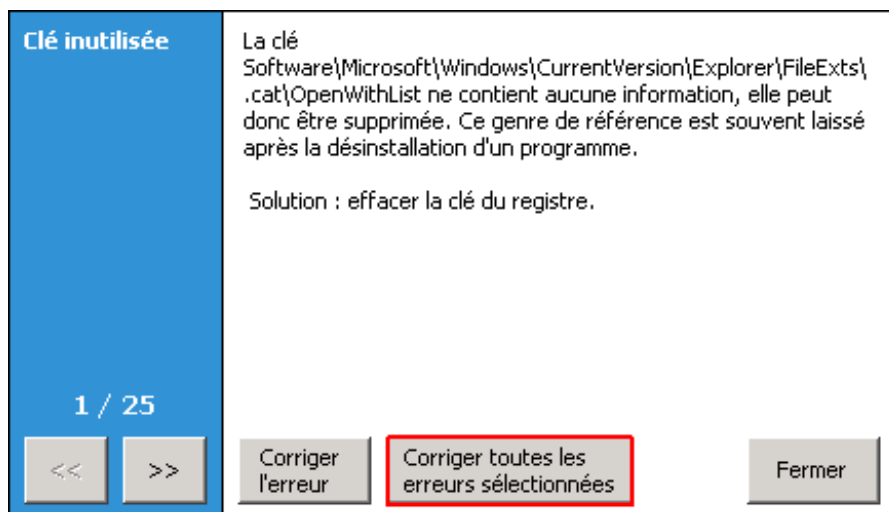 Clé inutilisée
La clé
Software\Microsoft\Windows\CurrentVersion\Explorer\FileExts\
.cat\OpenWithList ne contient aucune information, elle peut
donc être supprimée. Ce genre de référence est souvent laissé
après la désinstallation d'un programme.
Solution : effacer la clé du registre.
1 / 25
<<
>>
Corriger
l'erreur
Corriger toutes les
erreurs sélectionnées
Fermer